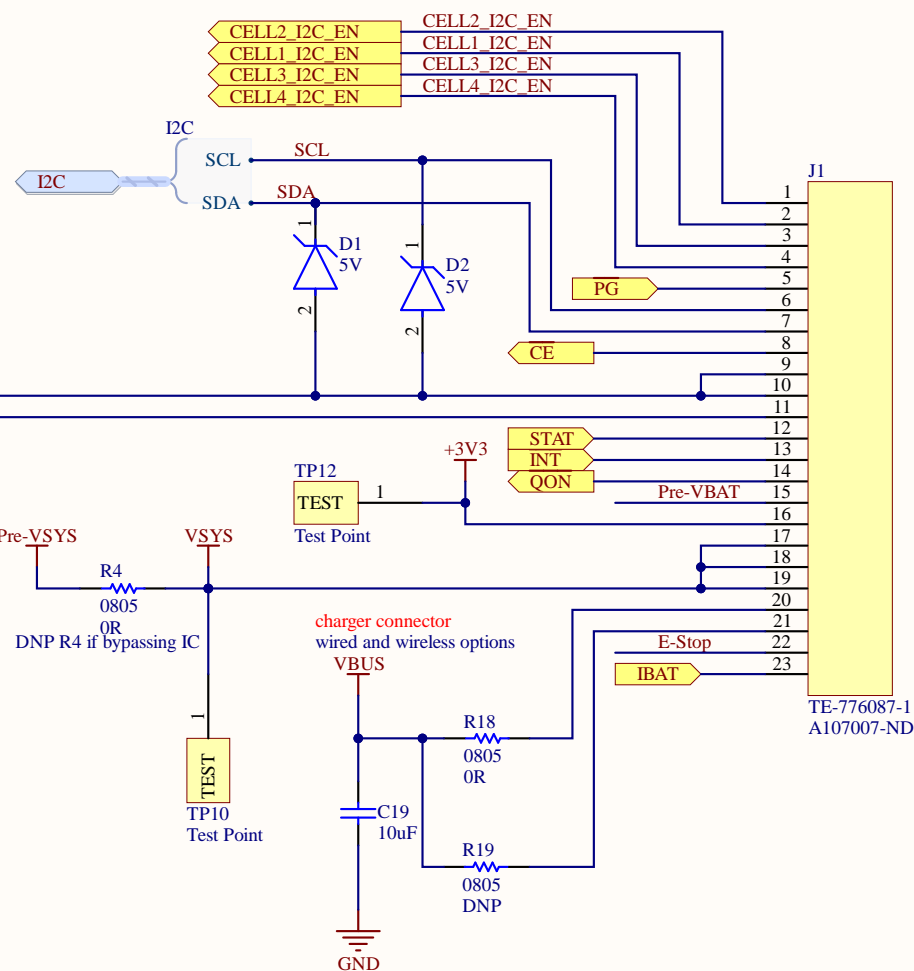 CELL2_I2C_EN CELL2_I2C_EN
CELL1_I2C_EN CELL1_I2C_EN
CELL3_I2C_EN CELL3_I2C_EN
CELL4_I2C_EN CELL4_I2C_EN
I2C
SCL SCL
I2C
SDA SDA
J1
1
2
3
4
5
6
7
8
9
10
11
12
13
14
15
16
17
18
19
20
21
22
23
TE-776087-1
A107007-ND
1
D1
5V
2
1
D2
5V
2
PG
CE
STAT
INT
QON
Pre-VBAT
+3V3
TP12
TEST 1
Test Point
Pre-VSYS
VSYS
R4
0805
0R
DNP R4 if bypassing IC
1
TEST
TP10
Test Point
charger connector
wired and wireless options
VBUS
E-Stop
IBAT
R18
0805
0R
C19
10uF
R19
0805
DNP
GND